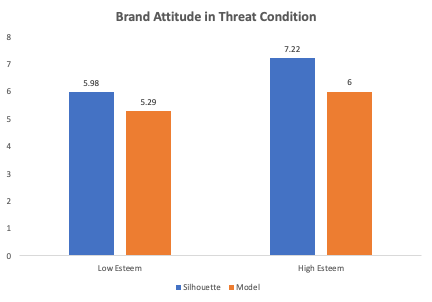 Brand Attitude in Threat Condition
8
7
6
5
4
3
2
1
0
5.98
5.29
7.22
6
Low Esteem
High Esteem
Silhouette
Model